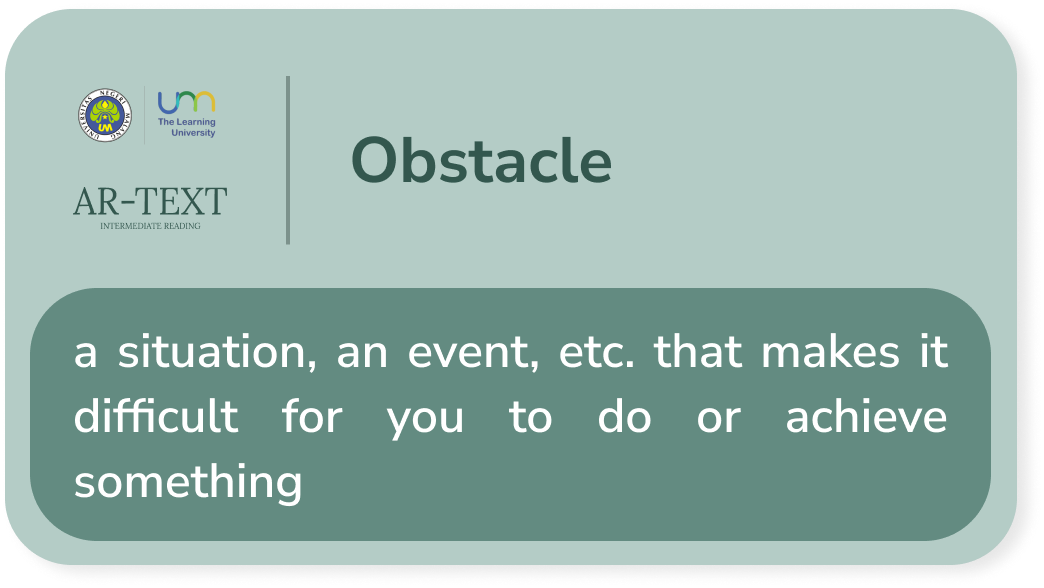 UNIVERSITAS NEGERI MALANG
UM
um
The Learning
University
AR-TEXT
INTERMEDIATE READING
Obstacle
a situation, an event, etc. that makes it
difficult for you to do or achieve
something